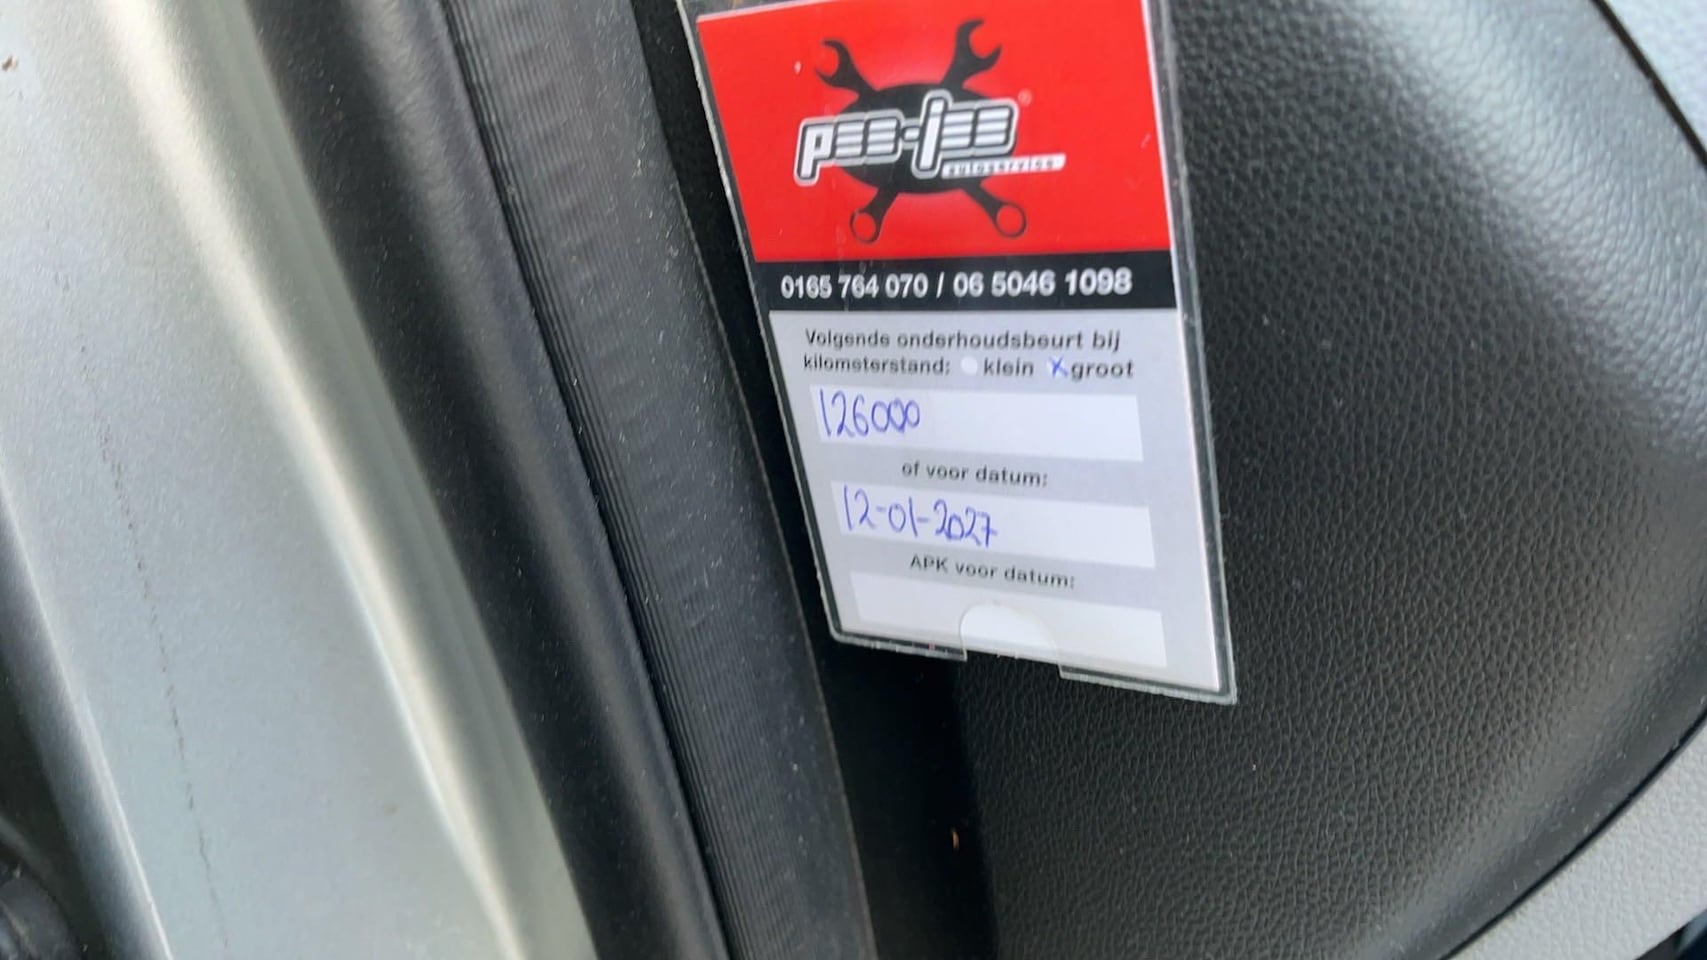 pee-jee®
autoservice
0165 764 070 / 06 5046 1098
Volgende onderhoudsbeurt bij
kilometerstand: klein X groot
126000
of voor datum:
12-01-2027
APK voor datum: